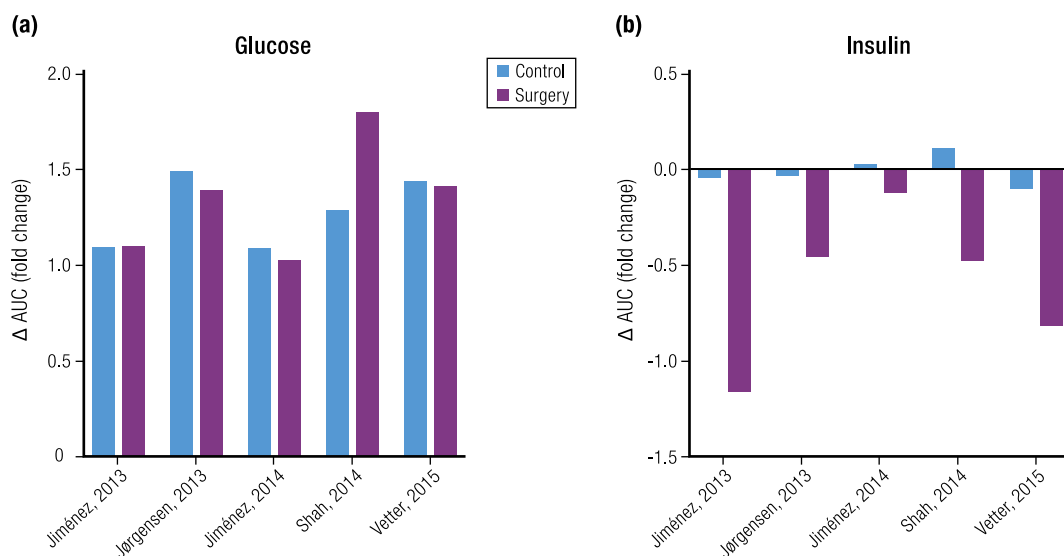 (a)
Glucose
Δ AUC (fold change)
2.0
1.5
1.0
0.5
0
Jiménez, 2013
Jørgensen, 2013
Jiménez, 2014
Shah, 2014
Vetter, 2015
Control
Surgery
(b)
Insulin
Δ AUC (fold change)
0.5
0.0
-0.5
-1.0
-1.5
Jiménez, 2013
Jørgensen, 2013
Jiménez, 2014
Shah, 2014
Vetter, 2015